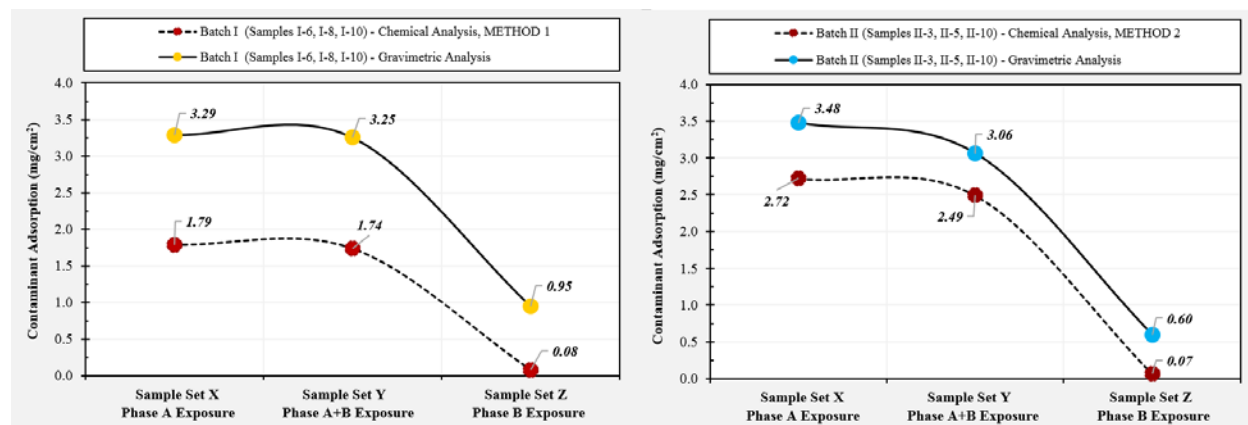 Batch I (Samples I-6, I-8, I-10) - Chemical Analysis, METHOD 1
Batch I (Samples I-6, I-8, I-10) - Gravimetric Analysis
Contaminant Adsorption (mg/cm²)
4.0
3.5
3.0
2.5
2.0
1.5
1.0
0.5
0.0
3.29
3.25
1.79
1.74
0.95
0.08
Sample Set X
Phase A Exposure
Sample Set Y
Phase A+B Exposure
Sample Set Z
Phase B Exposure
Batch II (Samples II-3, II-5, II-10) - Chemical Analysis, METHOD 2
Batch II (Samples II-3, II-5, II-10) - Gravimetric Analysis
Contaminant Adsorption (mg/cm²)
4.0
3.5
3.0
2.5
2.0
1.5
1.0
0.5
0.0
3.48
3.06
2.72
2.49
0.60
0.07
Sample Set X
Phase A Exposure
Sample Set Y
Phase A+B Exposure
Sample Set Z
Phase B Exposure